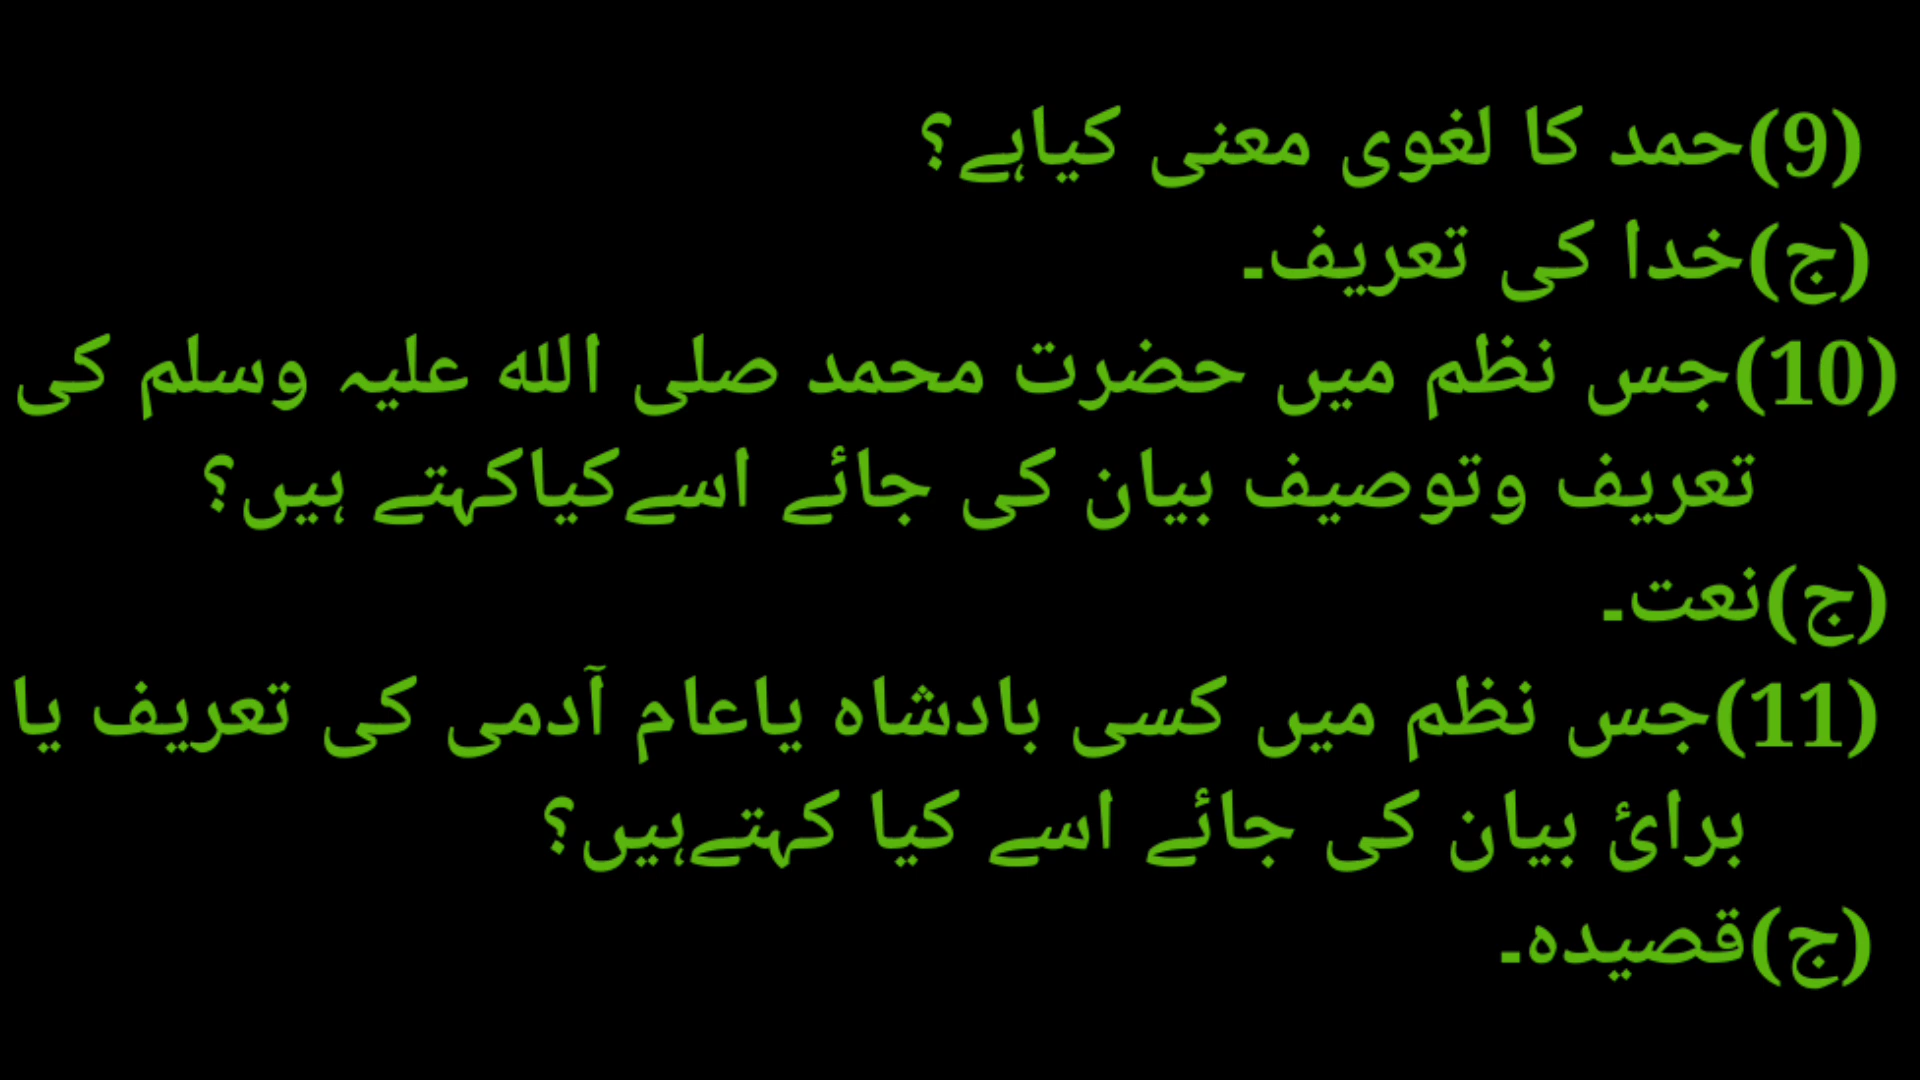 (9)حمد کا لغوی معنی کیاہے؟
(ج)خدا کی تعریف۔
(10)جس نظم میں حضرت محمد صلی اللہ علیہ وسلم کی
تعریف وتوصیف بیان کی جائے اسےکیاکہتے ہیں؟
(ج)نعت۔
(11)جس نظم میں کسی بادشاہ یاعام آدمی کی تعریف یا
برائ بیان کی جائے اسے کیا کہتےہیں؟
(ج)قصیدہ۔